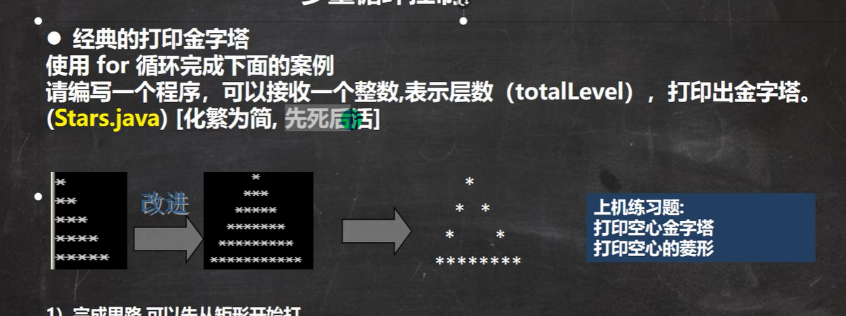 多重循环控制
● 经典的打印金字塔
使用 for 循环完成下面的案例
请编写一个程序，可以接收一个整数,表示层数（totalLevel），打印出金字塔。
(Stars.java) [化繁为简, 先死后活]
*
**
***
****
*****
改进
*
***
*****
*******
*********
***********
*
* *
* *
********
上机练习题:
打印空心金字塔
打印空心的菱形
1) 完成思路 可以先从矩形开始打